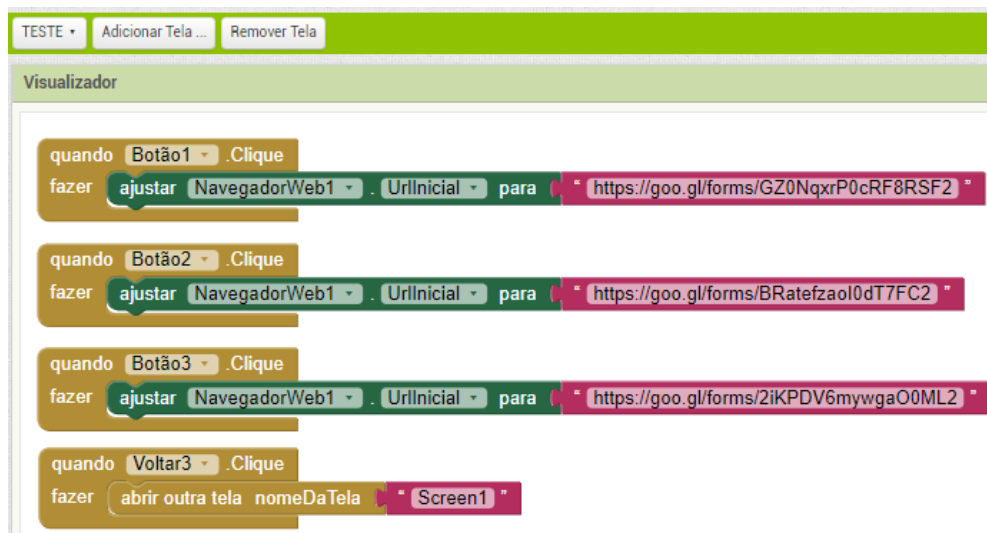 TESTE Adicionar Tela ... Remover Tela
Visualizador
quando Botão1 .Clique
fazer ajustar NavegadorWeb1 . UrlInicial para " https://goo.gl/forms/GZ0NqxrP0cRF8RSF2 "
quando Botão2 .Clique
fazer ajustar NavegadorWeb1 . UrlInicial para " https://goo.gl/forms/BRatefzaoI0dT7FC2 "
quando Botão3 .Clique
fazer ajustar NavegadorWeb1 . UrlInicial para " https://goo.gl/forms/2iKPDV6mywgaO0ML2 "
quando Voltar3 .Clique
fazer abrir outra tela nomeDaTela " Screen1 "